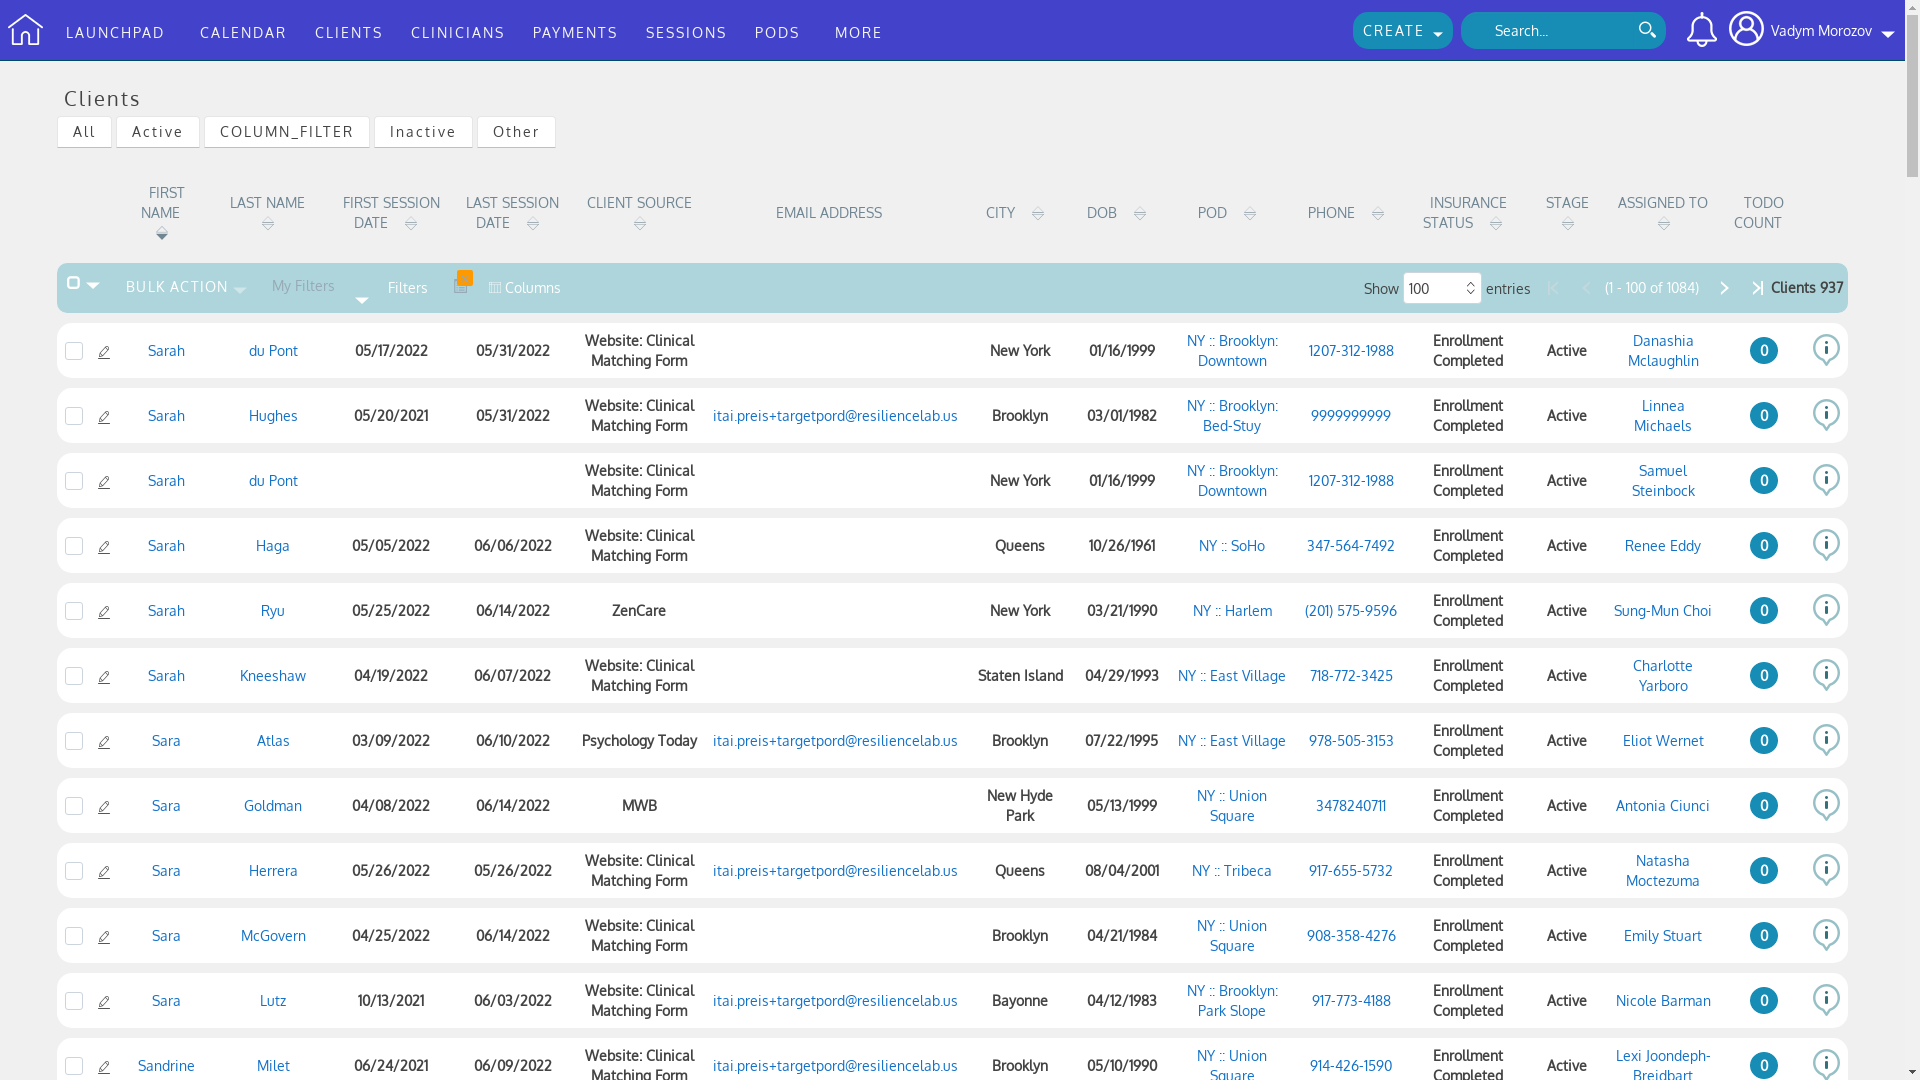 LAUNCHPAD CALENDAR CLIENTS CLINICIANS PAYMENTS SESSIONS PODS MORE CREATE Search... Vadym Morozov
Clients
All Active COLUMN_FILTER Inactive Other
FIRST NAME LAST NAME FIRST SESSION DATE LAST SESSION DATE CLIENT SOURCE EMAIL ADDRESS CITY DOB POD PHONE INSURANCE STATUS STAGE ASSIGNED TO TODO COUNT
BULK ACTION My Filters Filters Columns Show 100 entries (1 - 100 of 1084) Clients 937
Sarah du Pont 05/17/2022 05/31/2022 Website: Clinical Matching Form New York 01/16/1999 NY :: Brooklyn: Downtown 1207-312-1988 Enrollment Completed Active Danashia Mclaughlin 0
Sarah Hughes 05/20/2021 05/31/2022 Website: Clinical Matching Form itai.preis+targetpord@resiliencelab.us Brooklyn 03/01/1982 NY :: Brooklyn: Bed-Stuy 9999999999 Enrollment Completed Active Linnea Michaels 0
Sarah du Pont Website: Clinical Matching Form New York 01/16/1999 NY :: Brooklyn: Downtown 1207-312-1988 Enrollment Completed Active Samuel Steinbock 0
Sarah Haga 05/05/2022 06/06/2022 Website: Clinical Matching Form Queens 10/26/1961 NY :: SoHo 347-564-7492 Enrollment Completed Active Renee Eddy 0
Sarah Ryu 05/25/2022 06/14/2022 ZenCare New York 03/21/1990 NY :: Harlem (201) 575-9596 Enrollment Completed Active Sung-Mun Choi 0
Sarah Kneeshaw 04/19/2022 06/07/2022 Website: Clinical Matching Form Staten Island 04/29/1993 NY :: East Village 718-772-3425 Enrollment Completed Active Charlotte Yarboro 0
Sara Atlas 03/09/2022 06/10/2022 Psychology Today itai.preis+targetpord@resiliencelab.us Brooklyn 07/22/1995 NY :: East Village 978-505-3153 Enrollment Completed Active Eliot Wernet 0
Sara Goldman 04/08/2022 06/14/2022 MWB New Hyde Park 05/13/1999 NY :: Union Square 3478240711 Enrollment Completed Active Antonia Ciunci 0
Sara Herrera 05/26/2022 05/26/2022 Website: Clinical Matching Form itai.preis+targetpord@resiliencelab.us Queens 08/04/2001 NY :: Tribeca 917-655-5732 Enrollment Completed Active Natasha Moctezuma 0
Sara McGovern 04/25/2022 06/14/2022 Website: Clinical Matching Form Brooklyn 04/21/1984 NY :: Union Square 908-358-4276 Enrollment Completed Active Emily Stuart 0
Sara Lutz 10/13/2021 06/03/2022 Website: Clinical Matching Form itai.preis+targetpord@resiliencelab.us Bayonne 04/12/1983 NY :: Brooklyn: Park Slope 917-773-4188 Enrollment Completed Active Nicole Barman 0
Sandrine Milet 06/24/2021 06/09/2022 Website: Clinical Matching Form itai.preis+targetpord@resiliencelab.us Brooklyn 05/10/1990 NY :: Union Square 914-426-1590 Enrollment Completed Active Lexi Joondeph-Breidbart 0